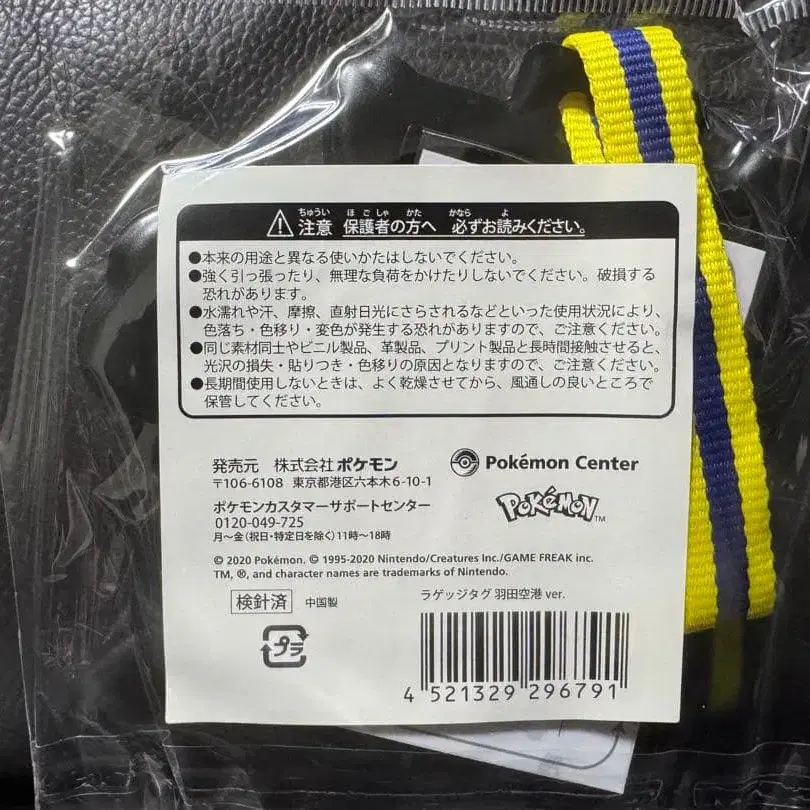 注意 保護者の方へ 必ずお読みください。
ちゅうい ほごしゃ かた かなら よ
●本来の用途と異なる使いかたはしないでください。
●強く引っ張ったり、無理な負荷をかけたりしないでください。破損する
恐れがあります。
●水濡れや汗、摩擦、直射日光にさらされるなどといった使用状況により、
色落ち・色移り・変色が発生する恐れがありますので、ご注意ください。
●同じ素材同士やビニル製品、革製品、プリント製品と長時間接触させると、
光沢の損失・貼りつき・色移りの原因となりますので、ご注意ください。
●長期間使用しないときは、よく乾燥させてから、風通しの良いところで
保管してください。
発売元 株式会社ポケモン
〒106-6108 東京都港区六本木6-10-1
ポケモンカスタマーサポートセンター
0120-049-725
月〜金(祝日・特定日を除く)11時〜18時
Pokémon Center
POKéMON TM
© 2020 Pokémon. © 1995-2020 Nintendo/Creatures Inc./GAME FREAK inc.
TM, ®, and character names are trademarks of Nintendo.
検針済 中国製
プラ
ラゲッジタグ 羽田空港 ver.
4 521329 296791